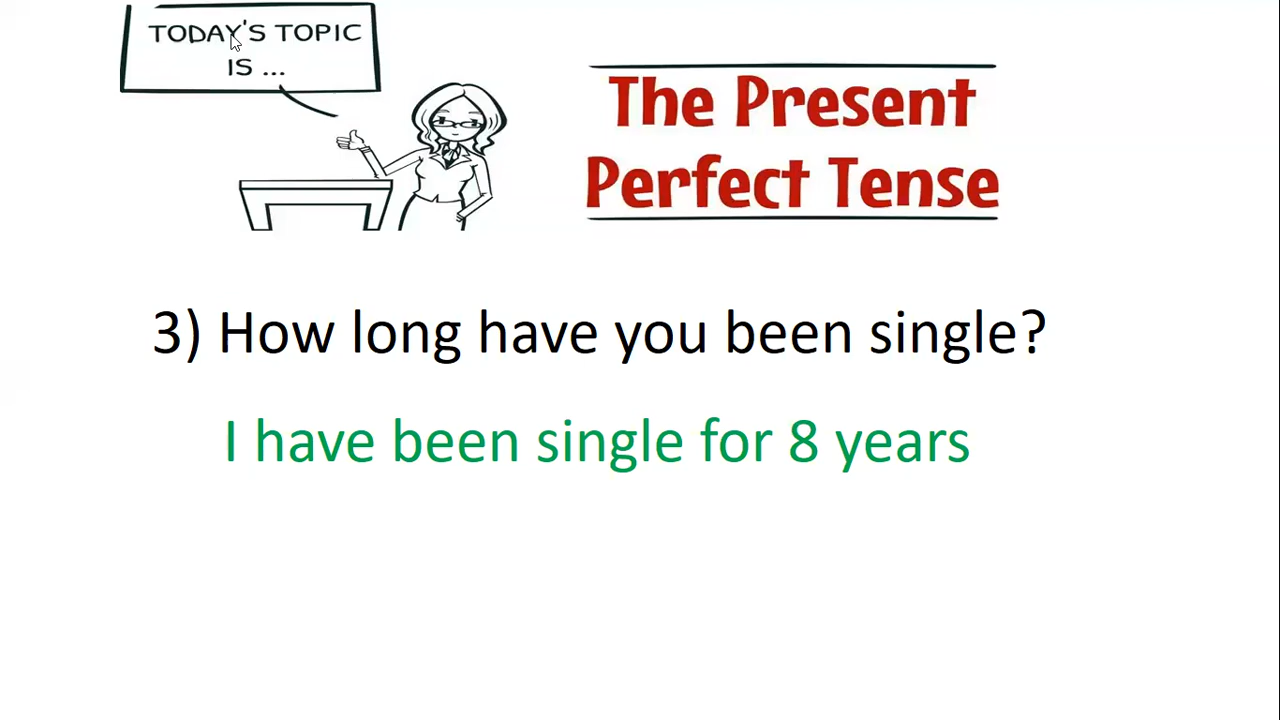 TODAY'S TOPIC
IS ...
The Present
Perfect Tense
3) How long have you been single?
I have been single for 8 years